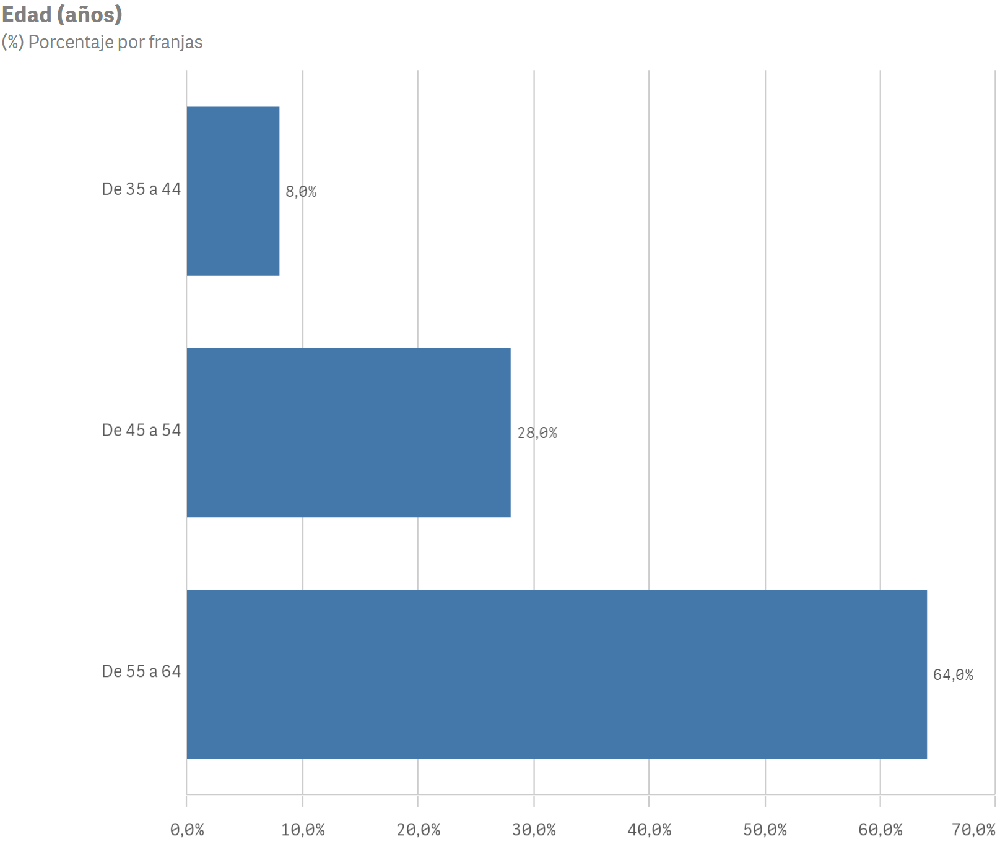 Edad (años)
(%) Porcentaje por franjas
De 35 a 44
8,0%
De 45 a 54
28,0%
De 55 a 64
64,0%
0,0% 10,0% 20,0% 30,0% 40,0% 50,0% 60,0% 70,0%